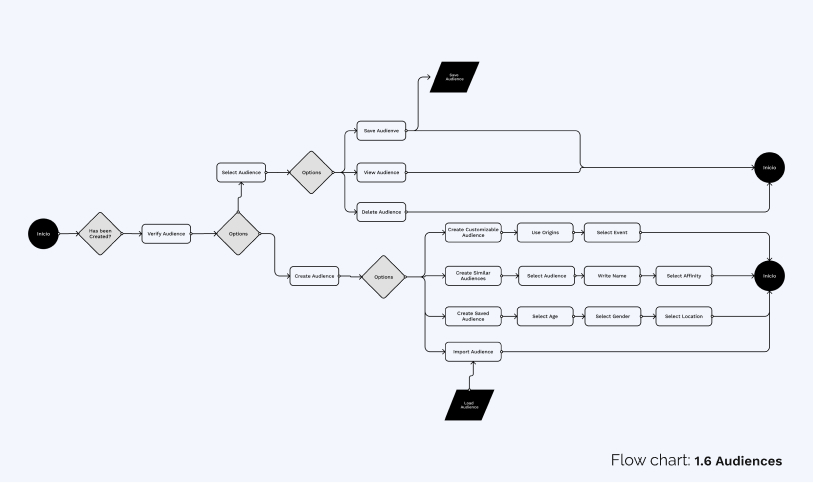 Save
Audience
Save Audienve
Select Audience
Options
View Audience
Inicio
Delete Audience
Inicio
Has been
Created?
Verify Audience
Options
Create Customizable
Audience
Use Origins
Select Event
Create Audience
Options
Create Similar
Audiences
Select Audience
Write Name
Select Affinity
Inicio
Create Saved
Audience
Select Age
Select Gender
Select Location
Import Audience
Load
Audience
Flow chart: 1.6 Audiences